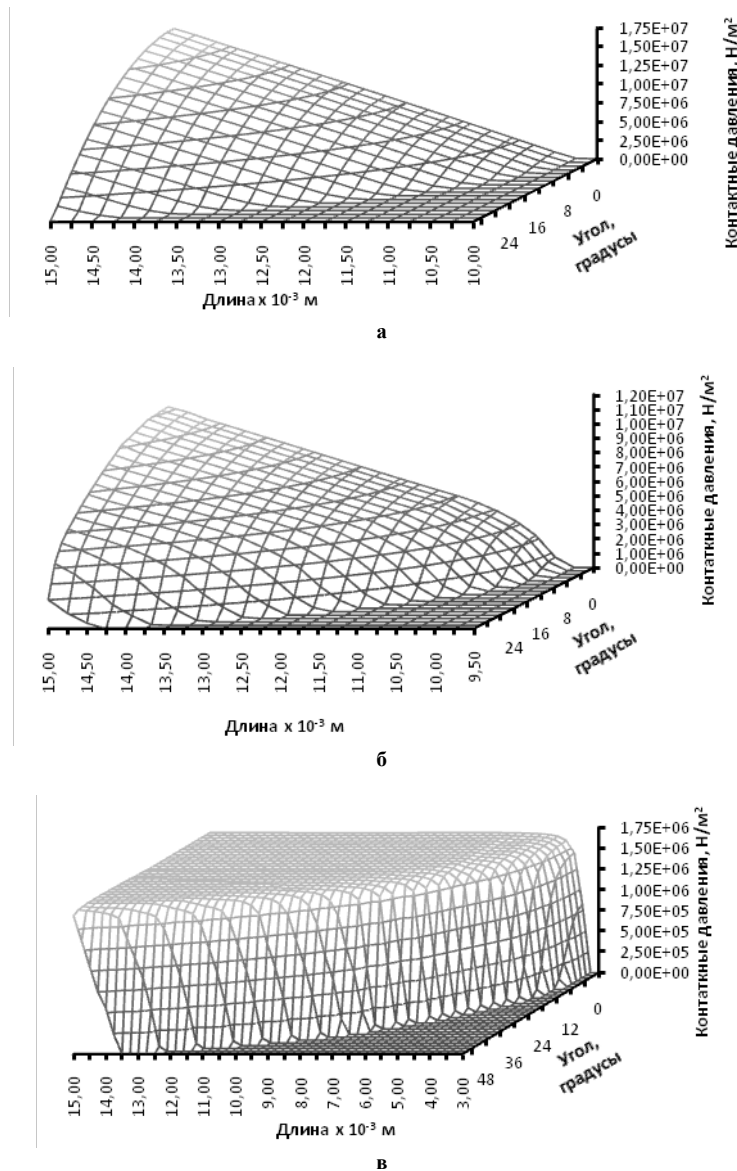 1,75E+07
1,50E+07
1,25E+07
1,00E+07
7,50E+06
5,00E+06
2,50E+06
0,00E+00
Контактные давления, Н/м²
0
8
16
24
Угол,
градусы
15,00
14,50
14,00
13,50
13,00
12,50
12,00
11,50
11,00
10,50
10,00
Длина х 10⁻³ м
а
1,20E+07
1,10E+07
1,00E+07
9,00E+06
8,00E+06
7,00E+06
6,00E+06
5,00E+06
4,00E+06
3,00E+06
2,00E+06
1,00E+06
0,00E+00
Контаткные давления, Н/м²
0
8
16
24
Угол,
градусы
15,00
14,50
14,00
13,50
13,00
12,50
12,00
11,50
11,00
10,50
10,00
9,50
Длина х 10⁻³ м
б
1,75E+06
1,50E+06
1,25E+06
1,00E+06
7,50E+05
5,00E+05
2,50E+05
0,00E+00
Контаткные давления, Н/м²
0
12
24
36
48
Угол,
градусы
15,00
14,00
13,00
12,00
11,00
10,00
9,00
8,00
7,00
6,00
5,00
4,00
3,00
Длина х 10⁻³ м
в